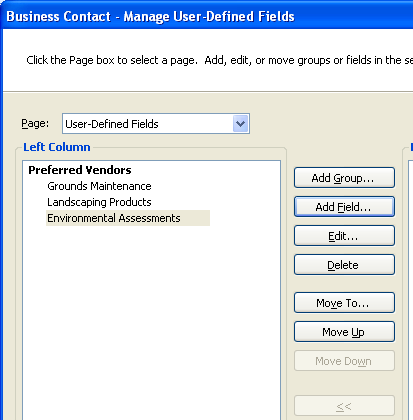 Business Contact - Manage User-Defined Fields
Click the Page box to select a page. Add, edit, or move groups or fields in the se
Page: User-Defined Fields
Left Column
Preferred Vendors
Grounds Maintenance
Landscaping Products
Environmental Assessments
Add Group...
Add Field...
Edit...
Delete
Move To...
Move Up
Move Down
<<